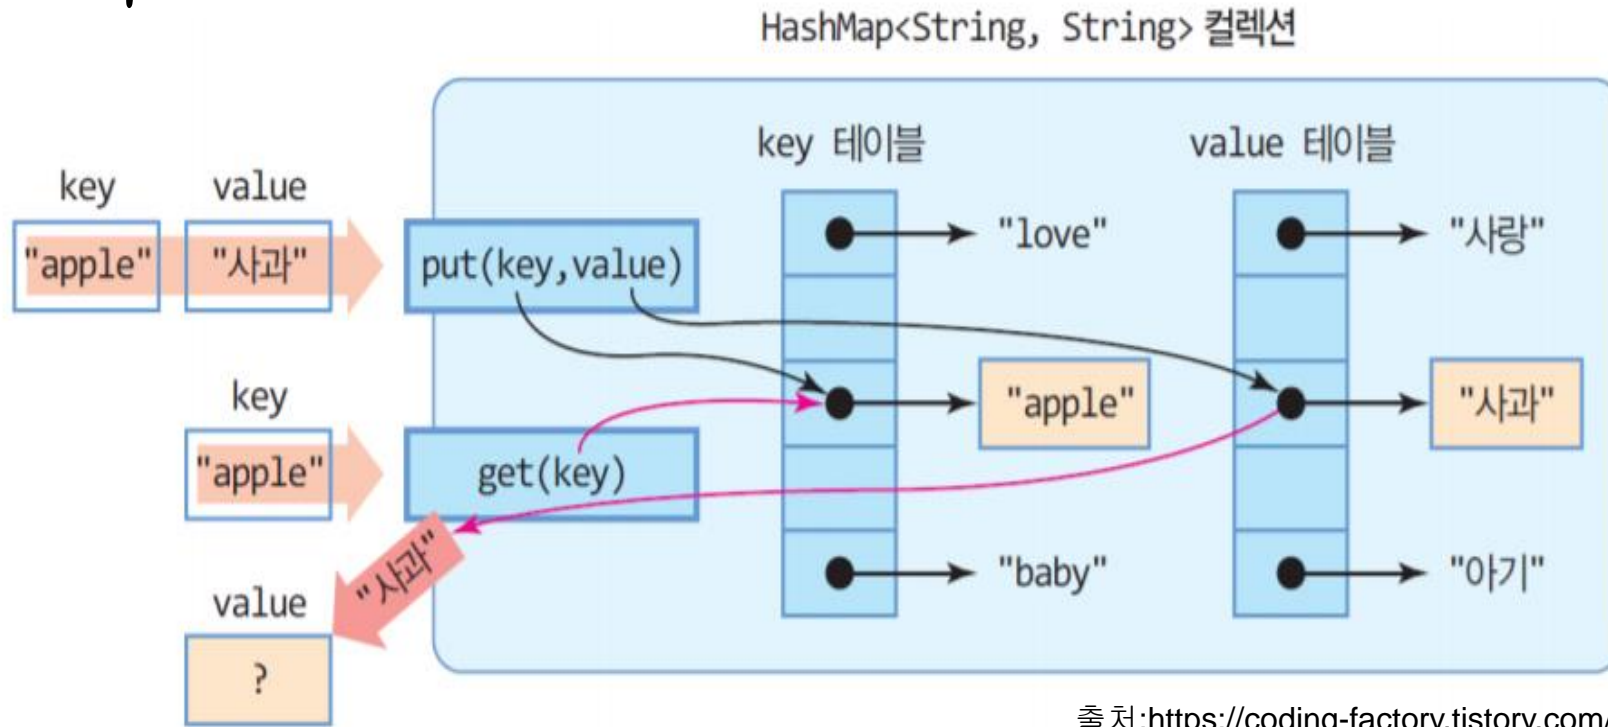 HashMap<String, String> 컬렉션
key 테이블
value 테이블
key
value
"apple"
"사과"
put(key,value)
"love"
"사랑"
"apple"
"사과"
key
"apple"
get(key)
"사과"
value
?
"baby"
"아기"
출처:https://coding-factory.tistory.com/